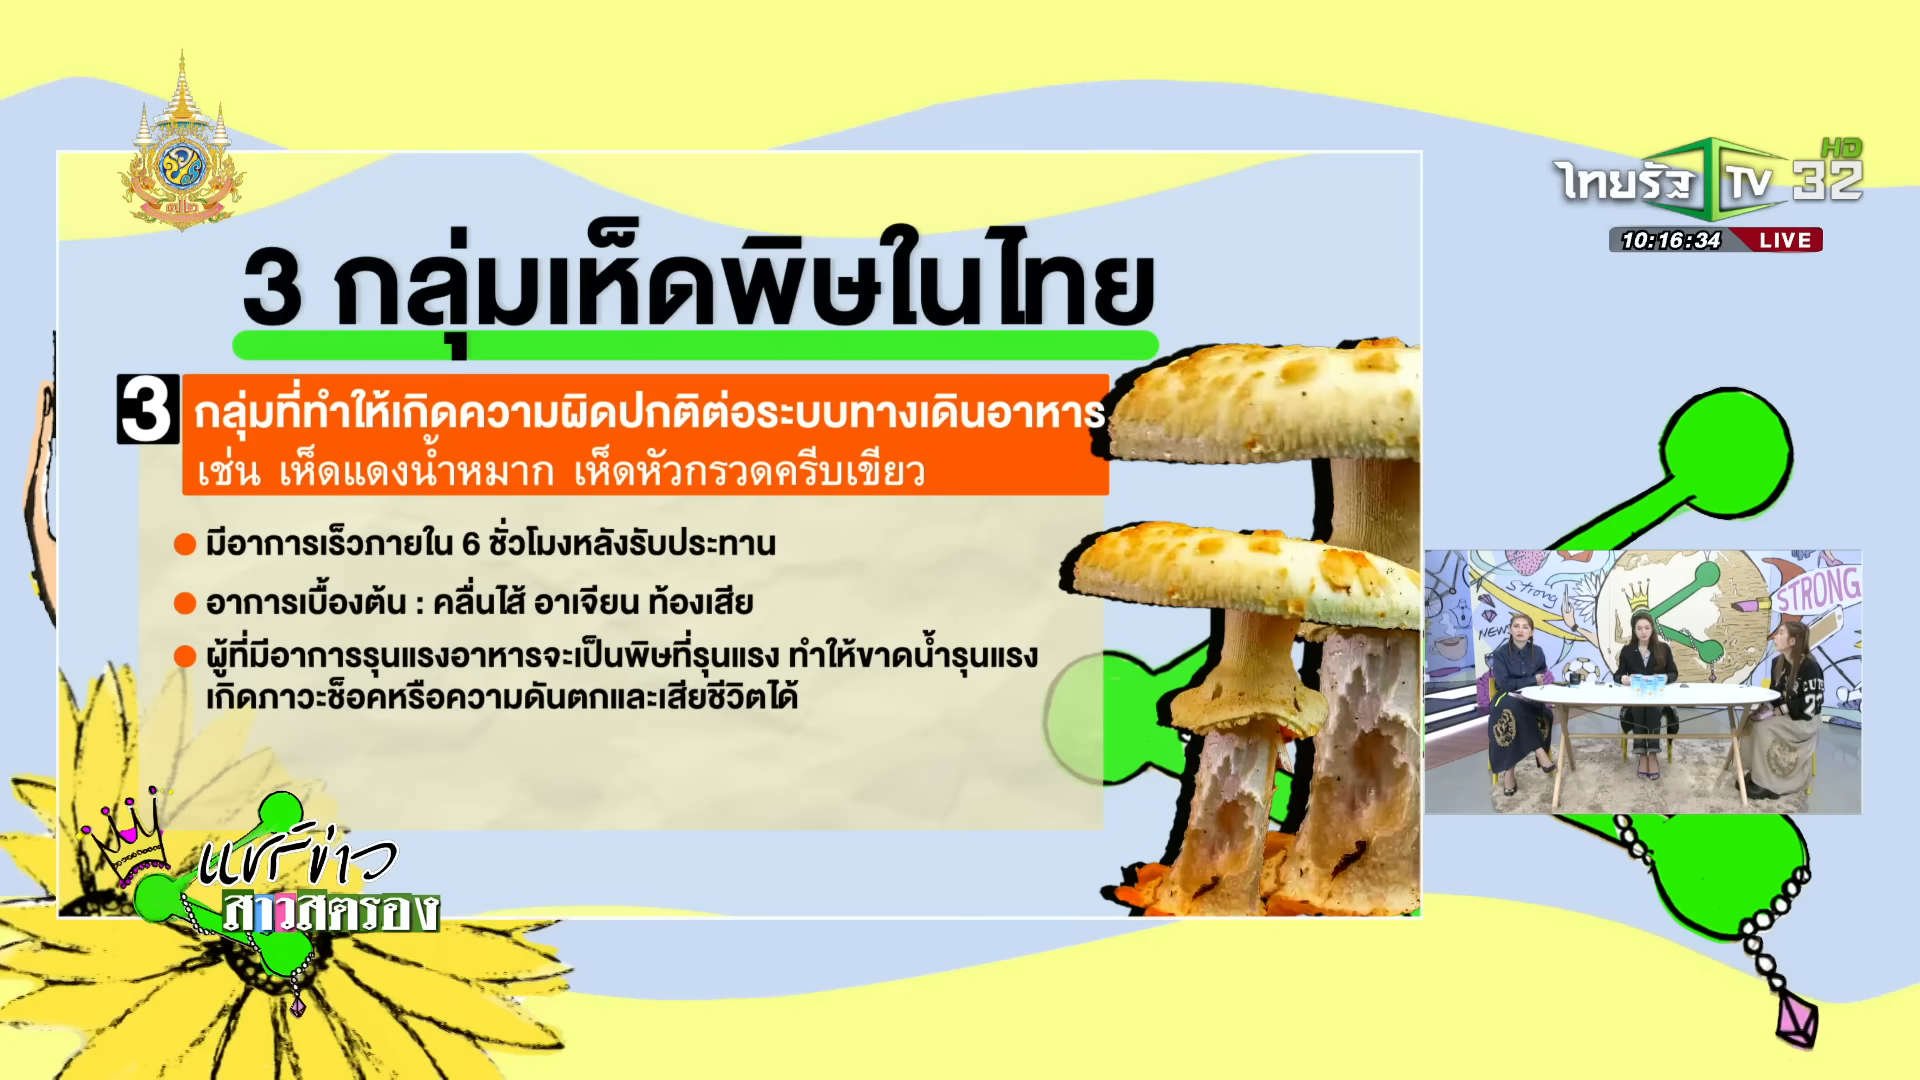 ไทยรัฐ TV HD 32
10:16:34 LIVE
๗๒
3 กลุ่มเห็ดพิษในไทย
3 กลุ่มที่ทำให้เกิดความผิดปกติต่อระบบทางเดินอาหาร
เช่น เห็ดแดงน้ำหมาก เห็ดหัวกรวดครีบเขียว
มีอาการเร็วภายใน 6 ชั่วโมงหลังรับประทาน
อาการเบื้องต้น : คลื่นไส้ อาเจียน ท้องเสีย
ผู้ที่มีอาการรุนแรงอาหารจะเป็นพิษที่รุนแรง ทำให้ขาดน้ำรุนแรง
เกิดภาวะช็อคหรือความดันตกและเสียชีวิตได้
Strong
STRONG
NEWS
แชร์ข่าว
สาวสตรอง